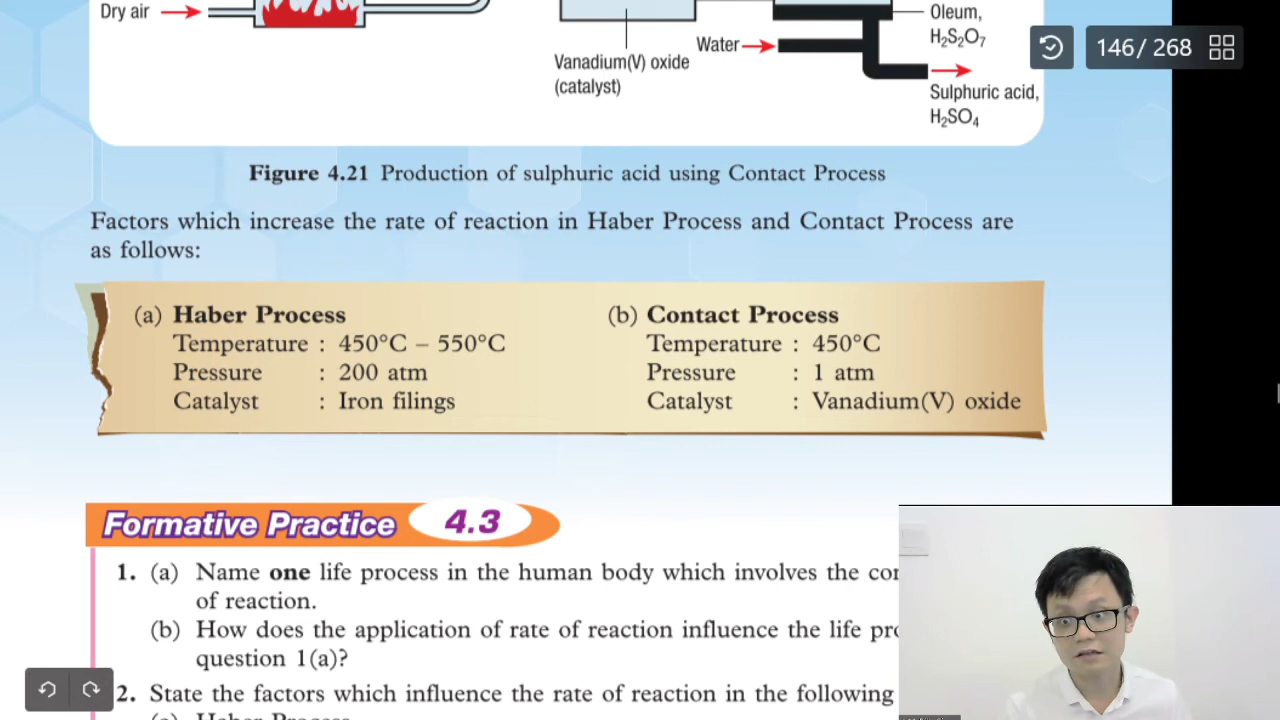 Dry air
Vanadium(V) oxide
(catalyst)
Water
Oleum,
H₂S₂O₇
Sulphuric acid,
H₂SO₄
146/ 268
Figure 4.21 Production of sulphuric acid using Contact Process
Factors which increase the rate of reaction in Haber Process and Contact Process are
as follows:
(a) Haber Process
Temperature : 450°C – 550°C
Pressure : 200 atm
Catalyst : Iron filings
(b) Contact Process
Temperature : 450°C
Pressure : 1 atm
Catalyst : Vanadium(V) oxide
Formative Practice 4.3
1. (a) Name one life process in the human body which involves the
of reaction.
(b) How does the application of rate of reaction influence the life
question 1(a)?
2. State the factors which influence the rate of reaction in the following
(a) Haber Process